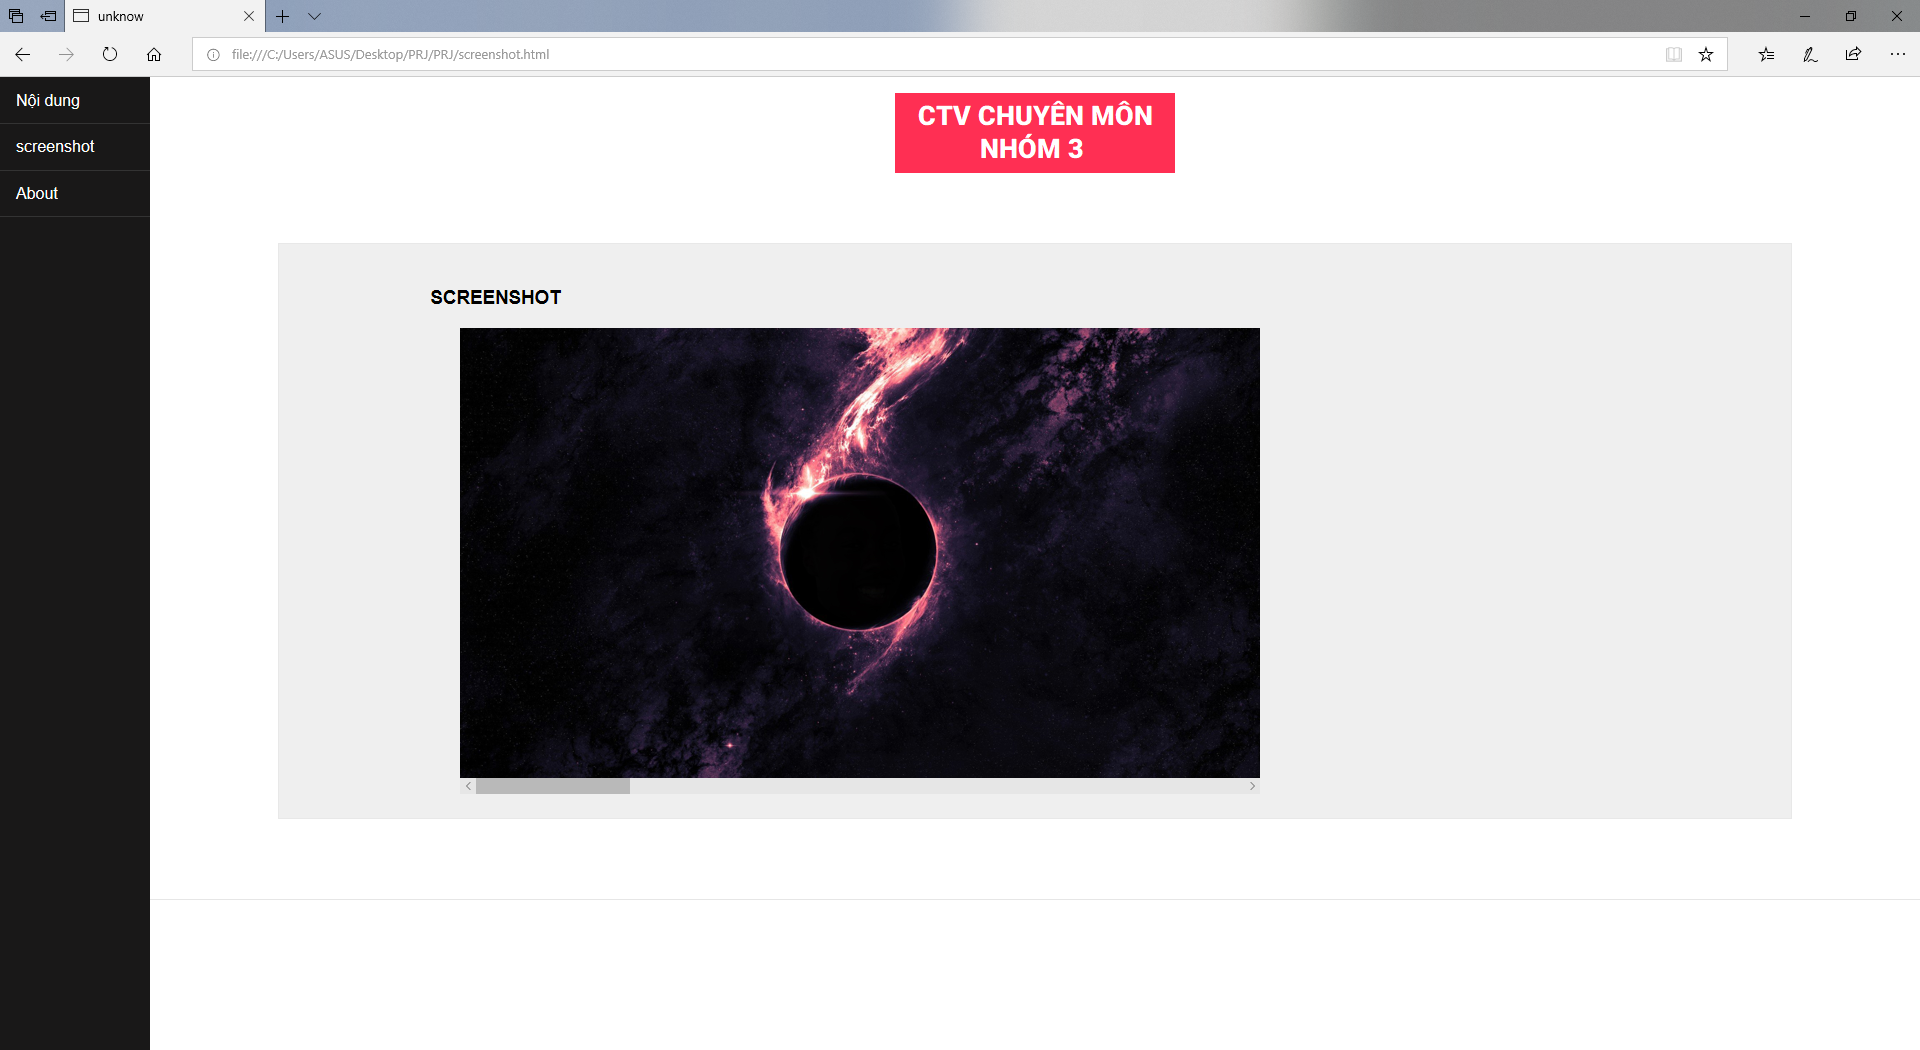 unknow
file:///C:/Users/ASUS/Desktop/PRJ/PRJ/screenshot.html
Nội dung
screenshot
About
CTV CHUYÊN MÔN
NHÓM 3
SCREENSHOT